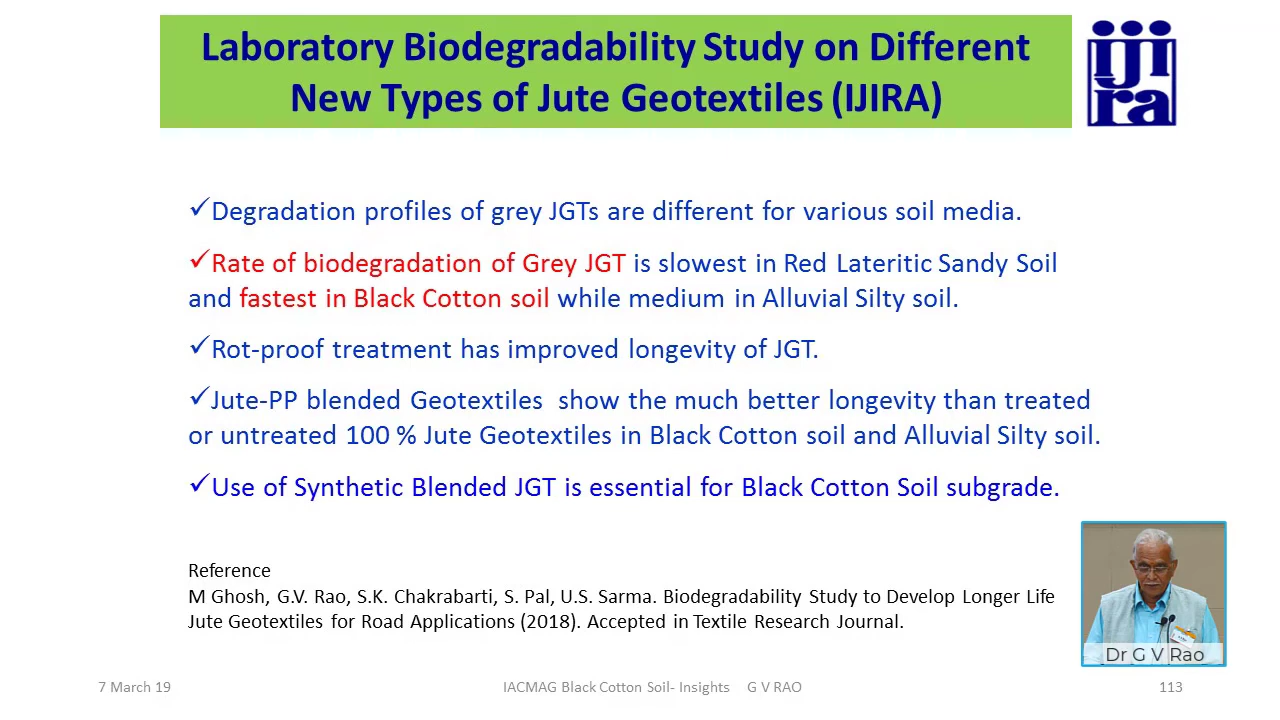 Laboratory Biodegradability Study on Different
New Types of Jute Geotextiles (IJIRA)
ijira
✓Degradation profiles of grey JGTs are different for various soil media.
✓Rate of biodegradation of Grey JGT is slowest in Red Lateritic Sandy Soil
and fastest in Black Cotton soil while medium in Alluvial Silty soil.
✓Rot-proof treatment has improved longevity of JGT.
✓Jute-PP blended Geotextiles show the much better longevity than treated
or untreated 100 % Jute Geotextiles in Black Cotton soil and Alluvial Silty soil.
✓Use of Synthetic Blended JGT is essential for Black Cotton Soil subgrade.
Reference
M Ghosh, G.V. Rao, S.K. Chakrabarti, S. Pal, U.S. Sarma. Biodegradability Study to Develop Longer Life
Jute Geotextiles for Road Applications (2018). Accepted in Textile Research Journal.
Dr G V Rao
7 March 19 IACMAG Black Cotton Soil- Insights G V RAO 113